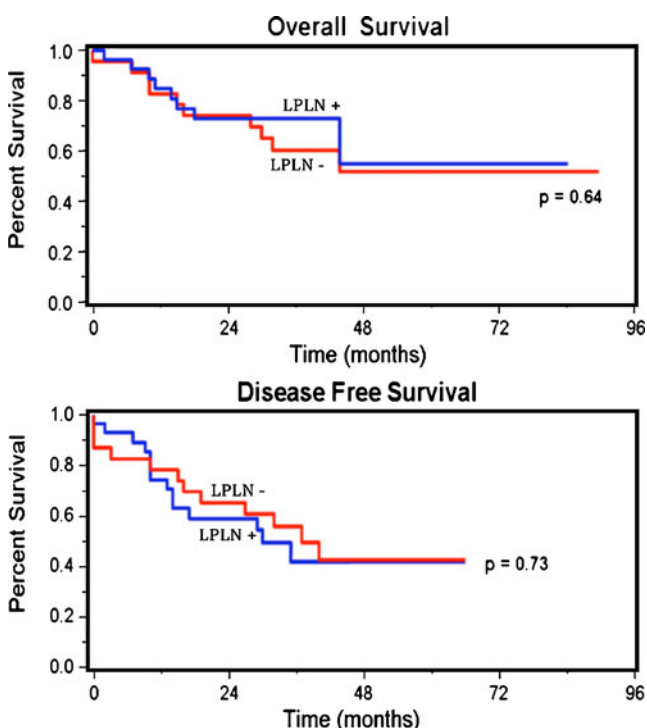 Overall Survival
Percent Survival
1.0
0.8
0.6
0.4
0.2
0.0
LPLN +
LPLN -
p = 0.64
0 24 48 72 96
Time (months)
Disease Free Survival
Percent Survival
1.0
0.8
0.6
0.4
0.2
0.0
LPLN -
LPLN +
p = 0.73
0 24 48 72 96
Time (months)